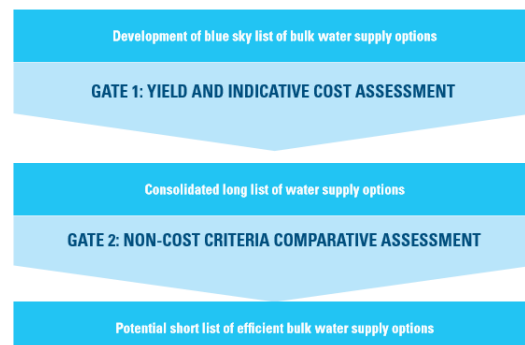 Development of blue sky list of bulk water supply options
GATE 1: YIELD AND INDICATIVE COST ASSESSMENT
Consolidated long list of water supply options
GATE 2: NON-COST CRITERIA COMPARATIVE ASSESSMENT
Potential short list of efficient bulk water supply options